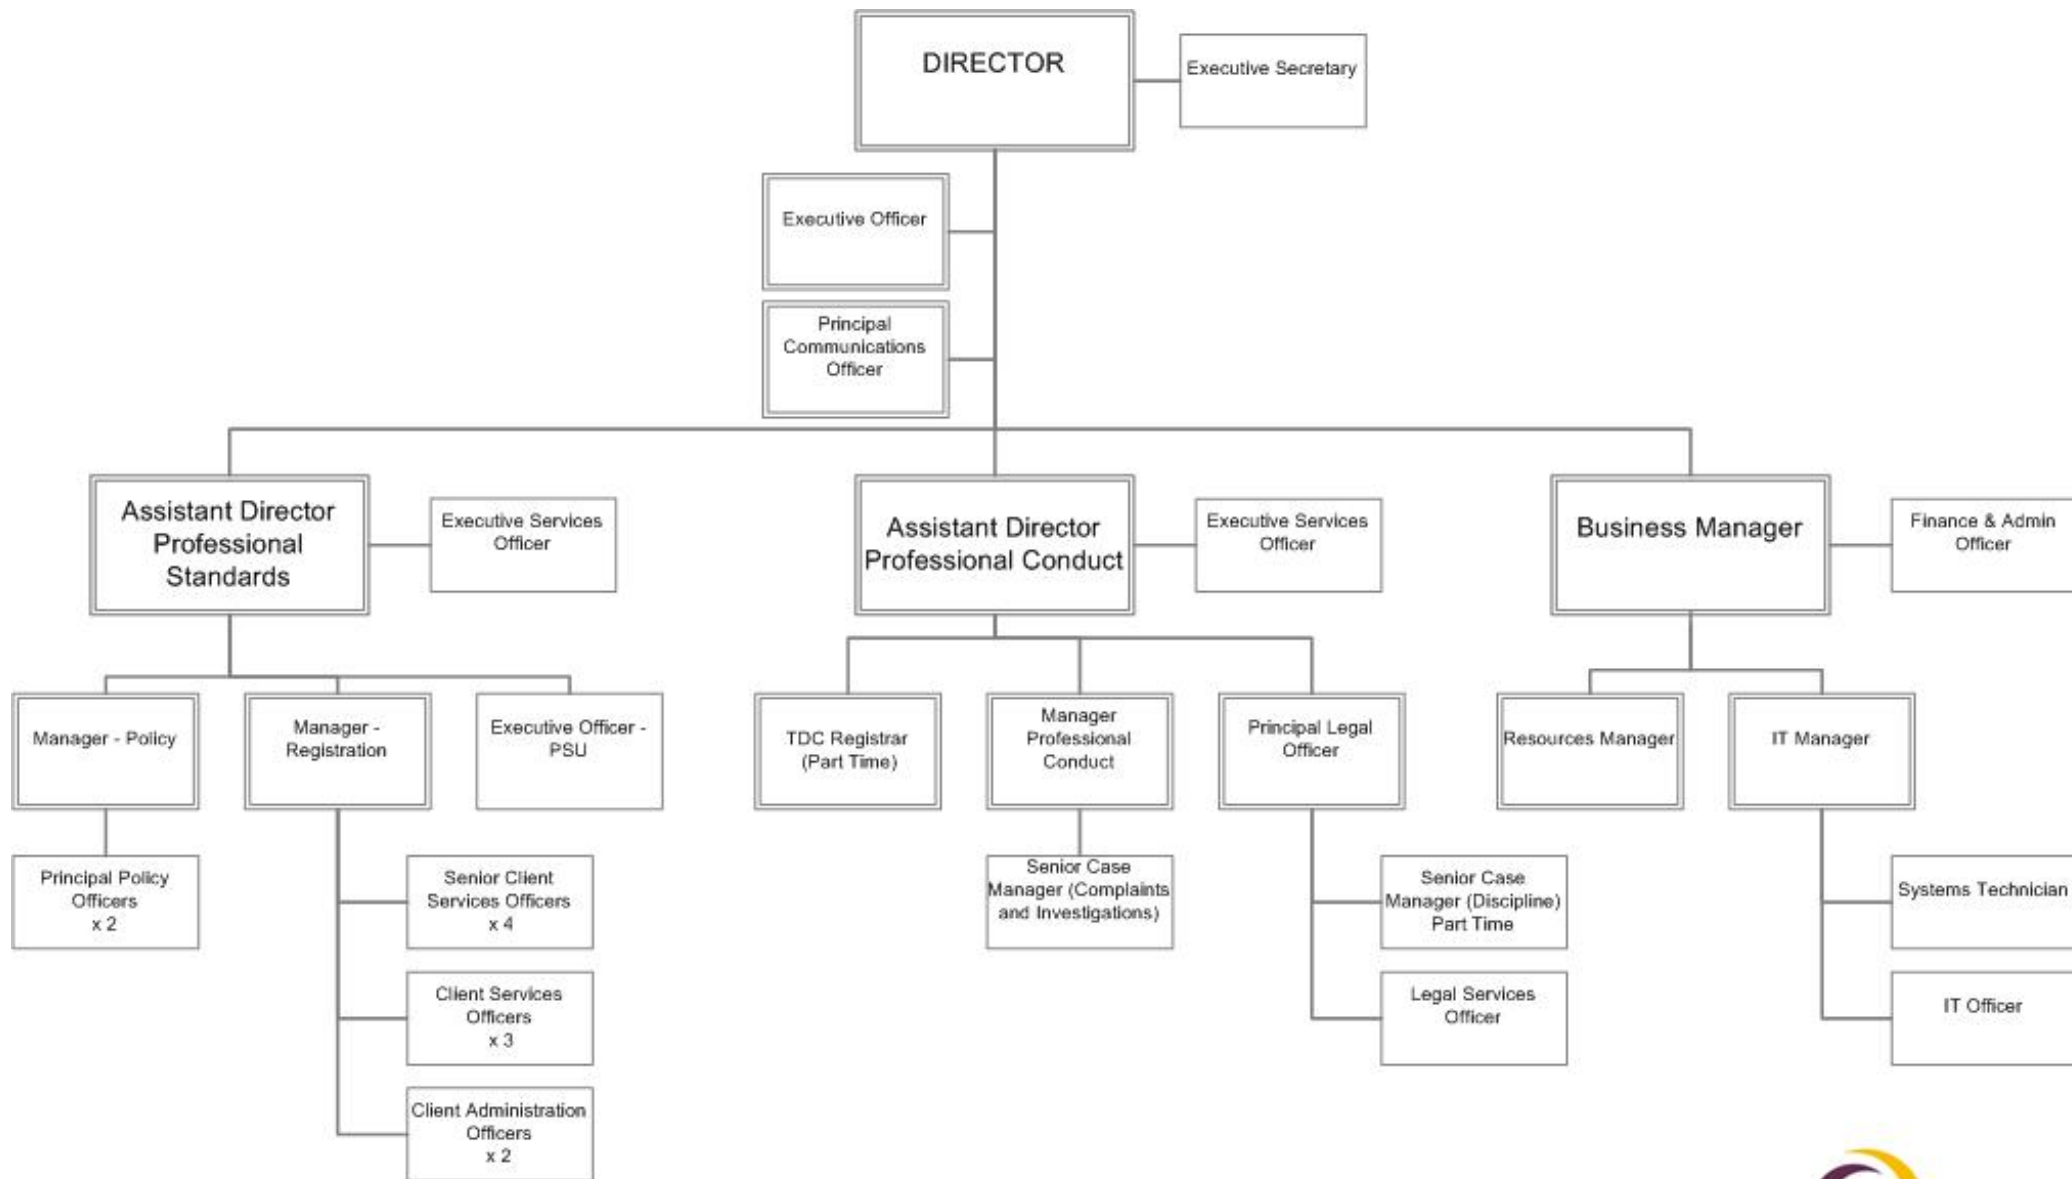 DIRECTOR
Executive Secretary
Executive Officer
Principal
Communications
Officer
Assistant Director
Professional
Standards
Executive Services
Officer
Assistant Director
Professional Conduct
Executive Services
Officer
Business Manager
Finance & Admin
Officer
Manager - Policy
Manager -
Registration
Executive Officer -
PSU
TDC Registrar
(Part Time)
Manager
Professional
Conduct
Principal Legal
Officer
Resources Manager
IT Manager
Principal Policy
Officers
x 2
Senior Client
Services Officers
x 4
Client Services
Officers
x 3
Client Administration
Officers
x 2
Senior Case
Manager (Complaints
and Investigations)
Senior Case
Manager (Discipline)
Part Time
Legal Services
Officer
Systems Technician
IT Officer